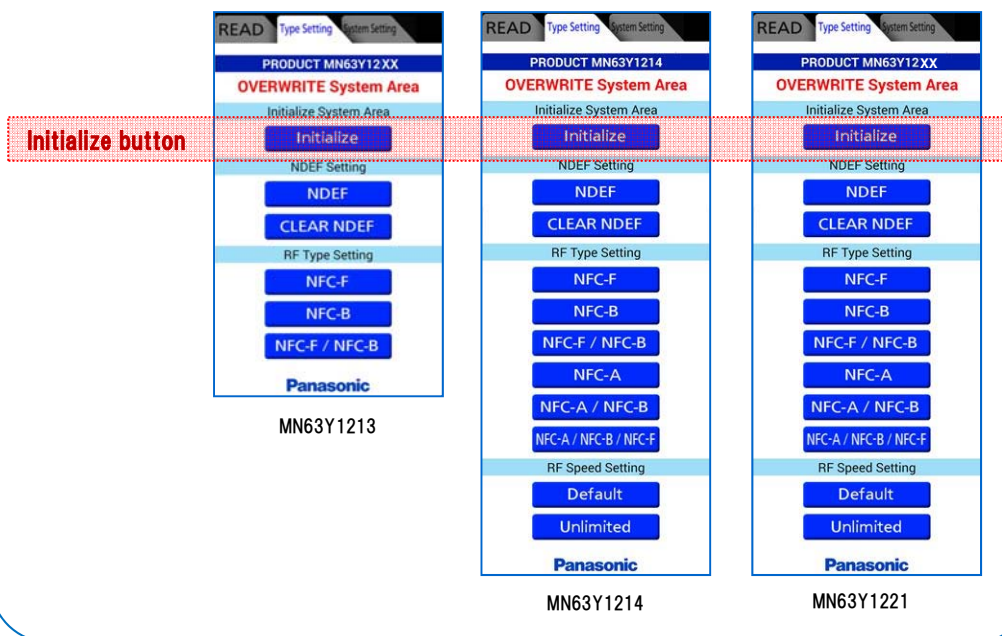 READ Type Setting System Setting
PRODUCT MN63Y12XX
OVERWRITE System Area
Initialize System Area
Initialize
NDEF Setting
NDEF
CLEAR NDEF
RF Type Setting
NFC-F
NFC-B
NFC-F / NFC-B
Panasonic
MN63Y1213
READ Type Setting System Setting
PRODUCT MN63Y1214
OVERWRITE System Area
Initialize System Area
Initialize
NDEF Setting
NDEF
CLEAR NDEF
RF Type Setting
NFC-F
NFC-B
NFC-F / NFC-B
NFC-A
NFC-A / NFC-B
NFC-A / NFC-B / NFC-F
RF Speed Setting
Default
Unlimited
Panasonic
MN63Y1214
READ Type Setting System Setting
PRODUCT MN63Y12XX
OVERWRITE System Area
Initialize System Area
Initialize
NDEF Setting
NDEF
CLEAR NDEF
RF Type Setting
NFC-F
NFC-B
NFC-F / NFC-B
NFC-A
NFC-A / NFC-B
NFC-A / NFC-B / NFC-F
RF Speed Setting
Default
Unlimited
Panasonic
MN63Y1221
Initialize button